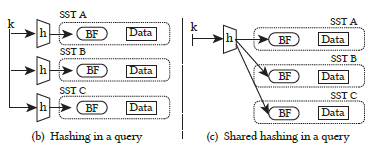 k
SST A
h
BF
Data
SST B
h
BF
Data
SST C
h
BF
Data
(b) Hashing in a query
k
h
SST A
BF
Data
SST B
BF
Data
SST C
BF
Data
(c) Shared hashing in a query